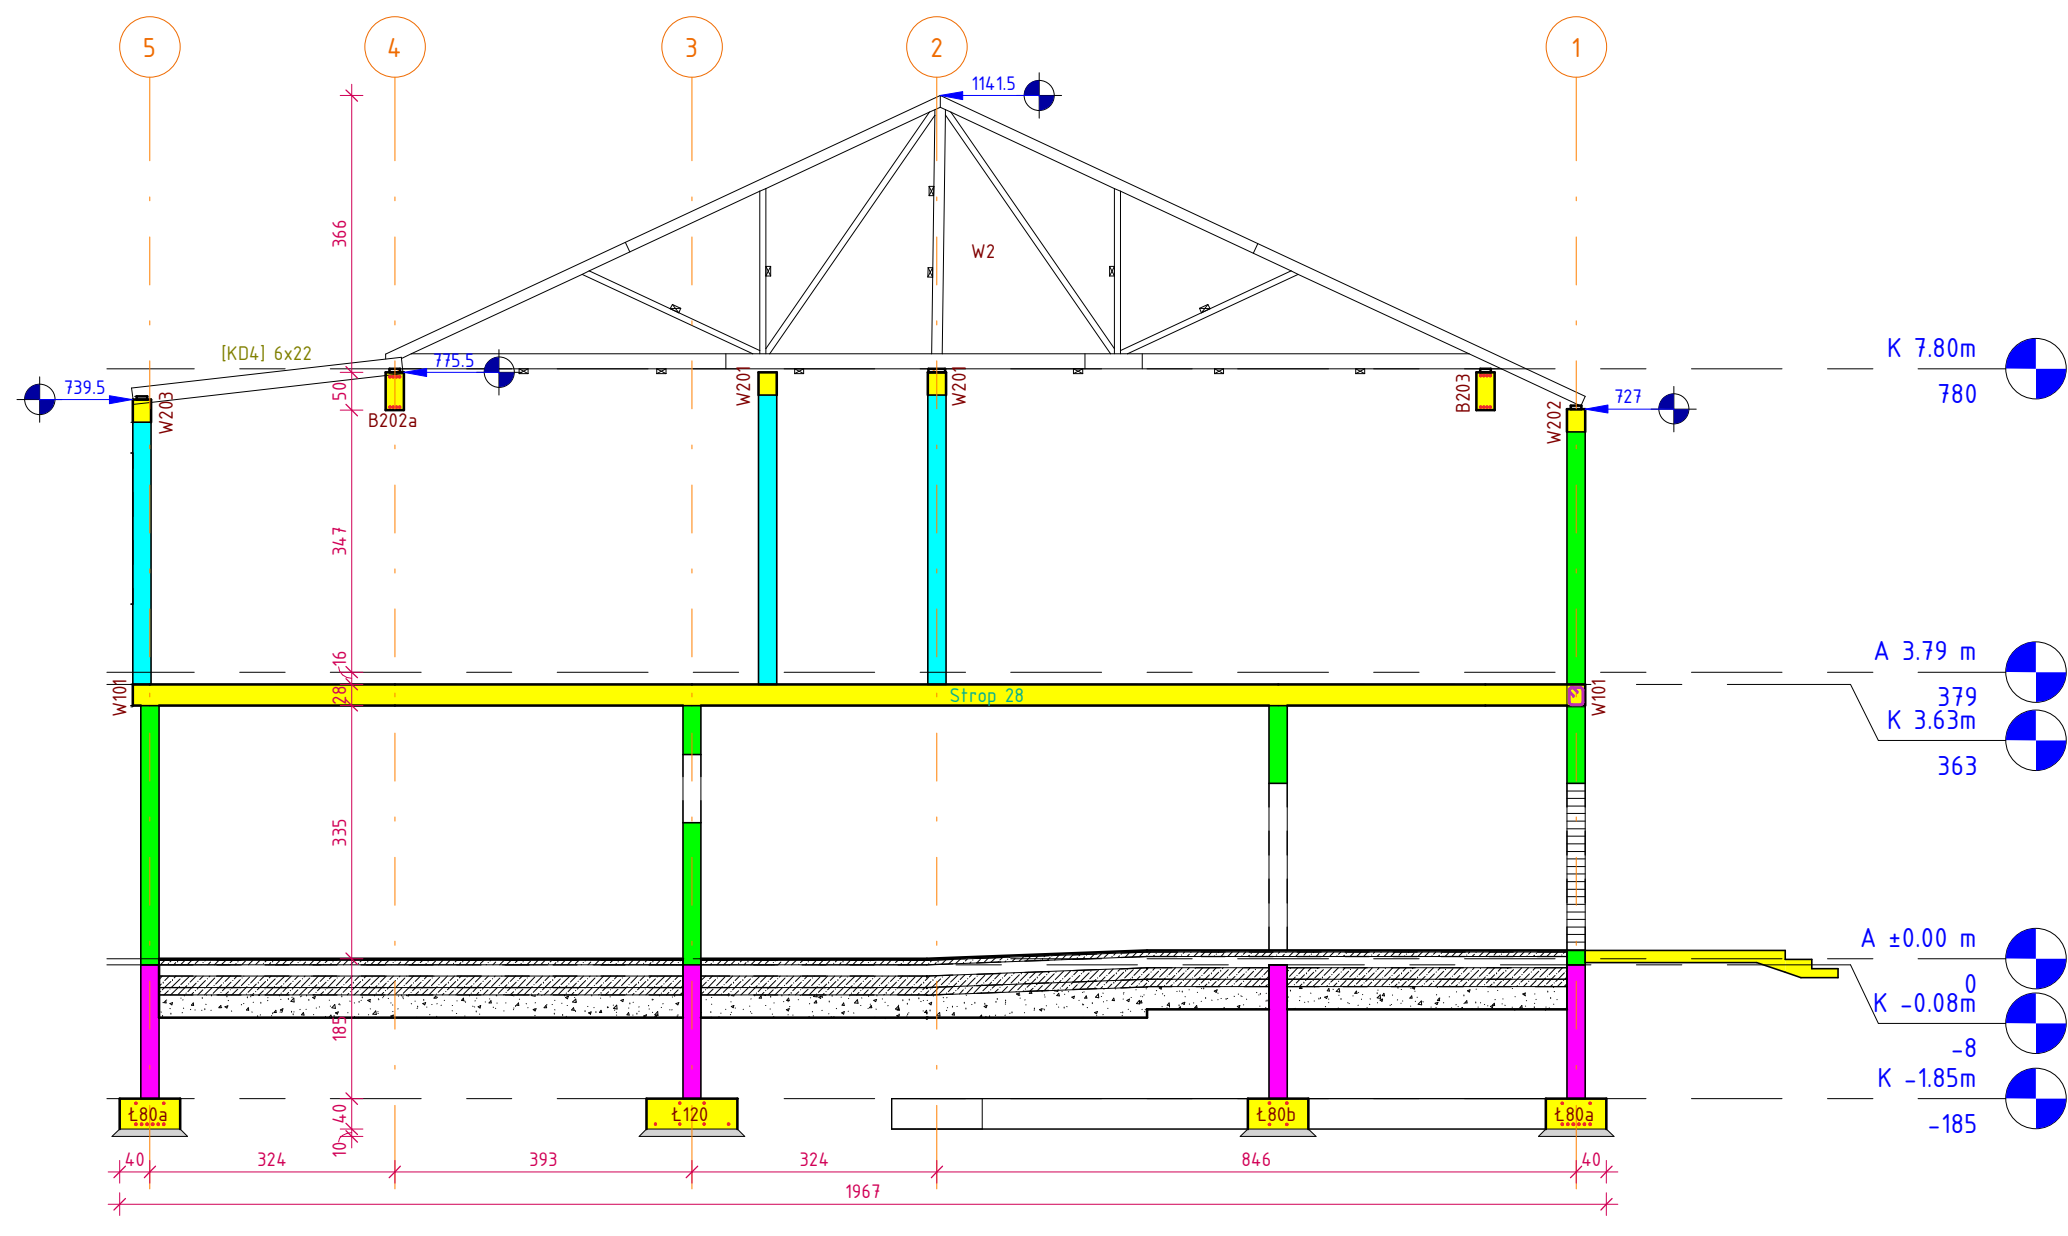 5 4 3 2 1
1141.5
366
W2
[KD4] 6x22
775.5
K 7.80m
780
739.5
W203
50
B202a
W201
W201
B203
W202
727
347
16
A 3.79 m
379
W101
28
Strop 28
W101
K 3.63m
363
335
A ±0.00 m
0
K -0.08m
-8
185
K -1.85m
-185
Ł80a
40
Ł120
Ł80b
Ł80a
10
40 324 393 324 846 40
1967